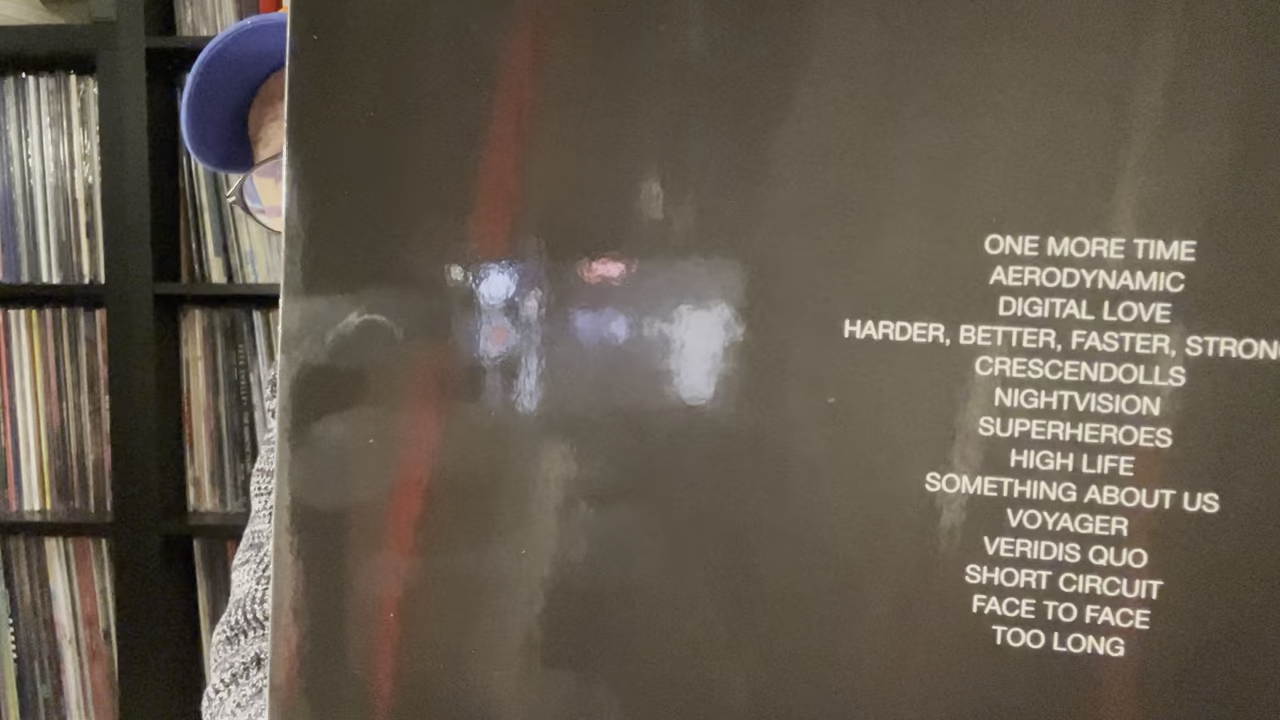 ONE MORE TIME
AERODYNAMIC
DIGITAL LOVE
HARDER, BETTER, FASTER, STRON
CRESCENDOLLS
NIGHTVISION
SUPERHEROES
HIGH LIFE
SOMETHING ABOUT US
VOYAGER
VERIDIS QUO
SHORT CIRCUIT
FACE TO FACE
TOO LONG